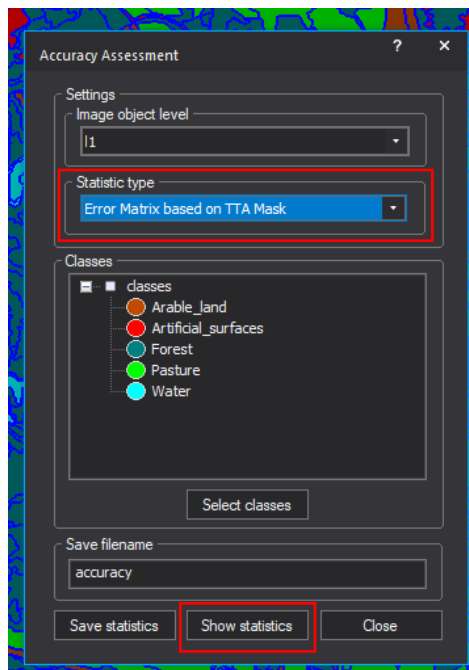 Accuracy Assessment ? ×
Settings
Image object level
l1
Statistic type
Error Matrix based on TTA Mask
Classes
classes
Arable_land
Artificial_surfaces
Forest
Pasture
Water
Select classes
Save filename
accuracy
Save statistics Show statistics Close